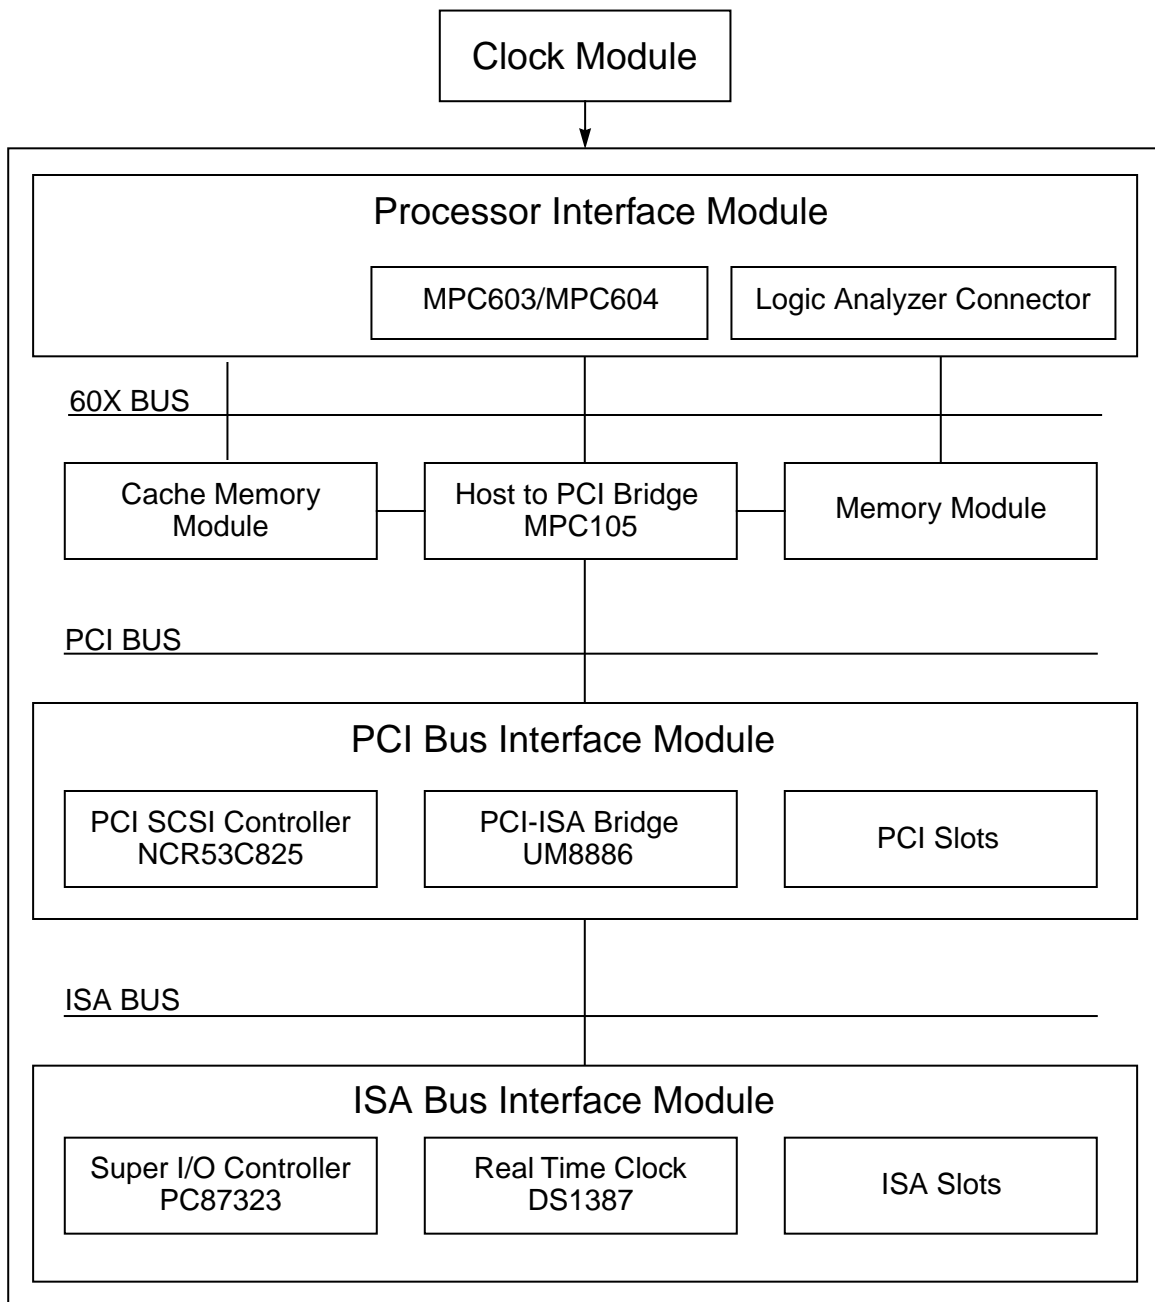 Clock Module
Processor Interface Module
MPC603/MPC604
Logic Analyzer Connector
60X BUS
Cache Memory
Module
Host to PCI Bridge
MPC105
Memory Module
PCI BUS
PCI Bus Interface Module
PCI SCSI Controller
NCR53C825
PCI-ISA Bridge
UM8886
PCI Slots
ISA BUS
ISA Bus Interface Module
Super I/O Controller
PC87323
Real Time Clock
DS1387
ISA Slots